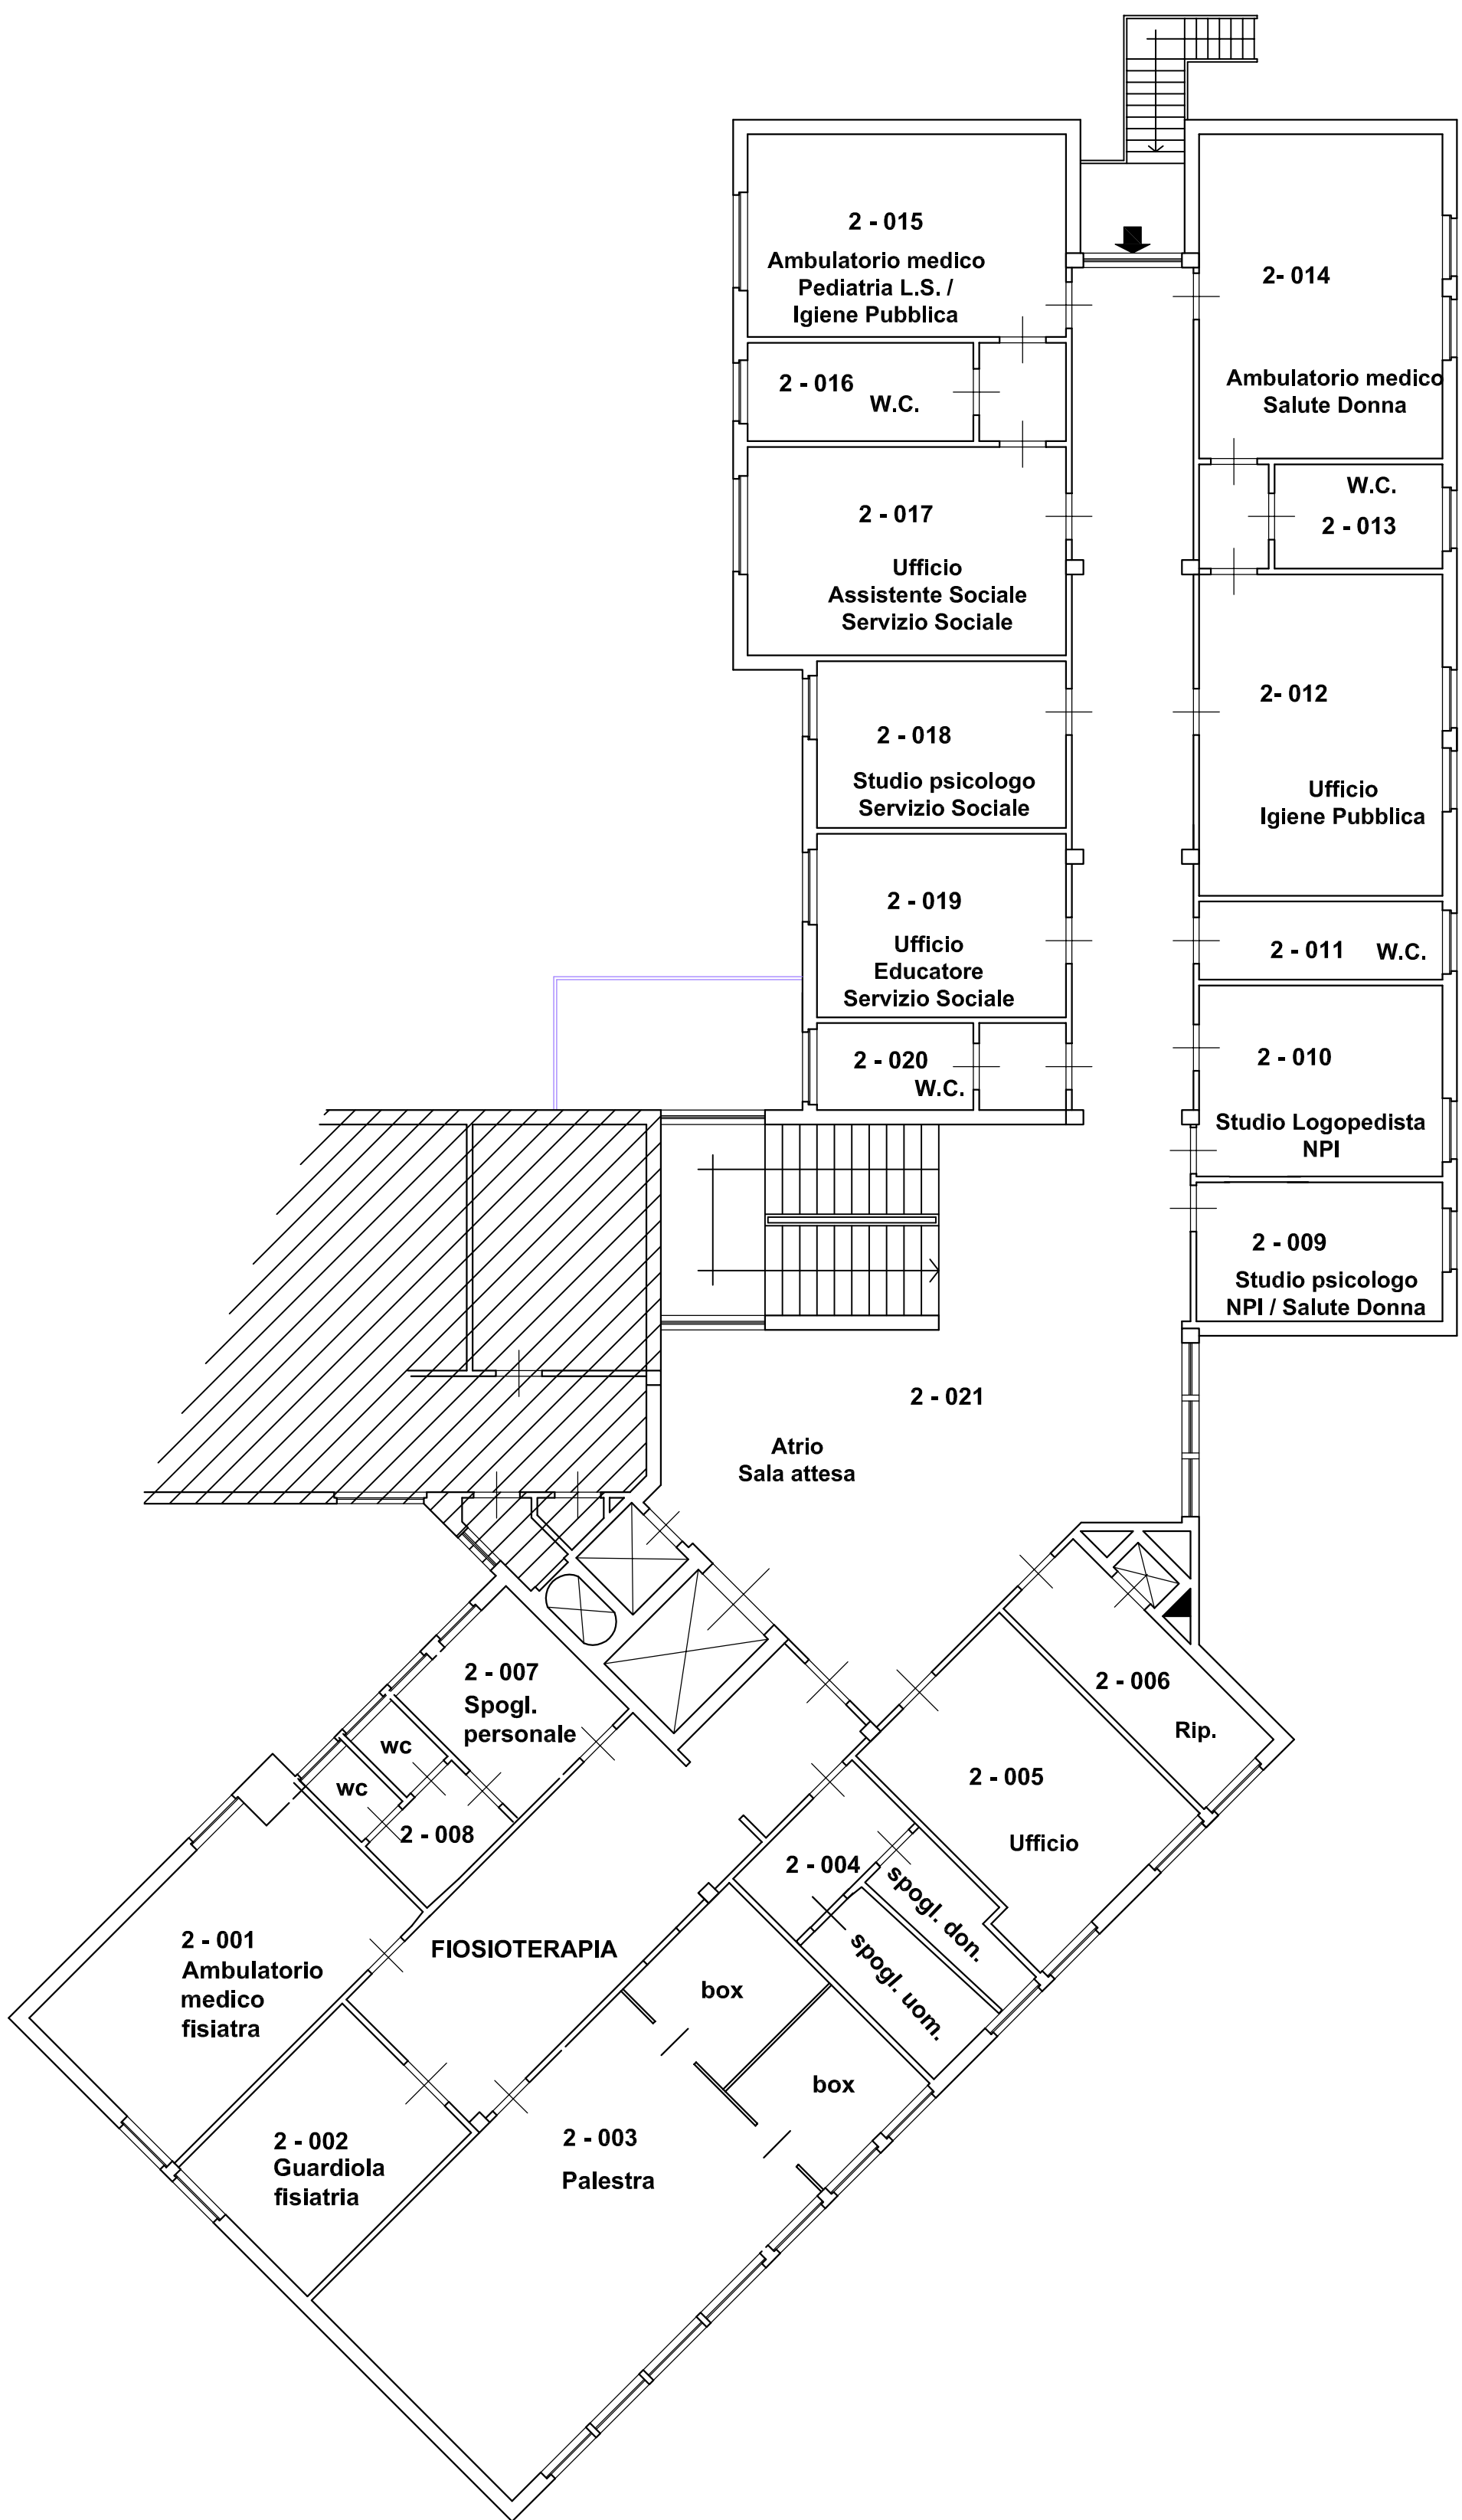 2 - 015
Ambulatorio medico
Pediatria L.S. /
Igiene Pubblica
2- 014
Ambulatorio medico
Salute Donna
2 - 016
W.C.
W.C.
2 - 013
2 - 017
Ufficio
Assistente Sociale
Servizio Sociale
2- 012
Ufficio
Igiene Pubblica
2 - 018
Studio psicologo
Servizio Sociale
2 - 019
Ufficio
Educatore
Servizio Sociale
2 - 011 W.C.
2 - 020
W.C.
2 - 010
Studio Logopedista
NPI
2 - 009
Studio psicologo
NPI / Salute Donna
2 - 021
Atrio
Sala attesa
2 - 007
Spogl.
personale
2 - 006
Rip.
wc
wc
2 - 008
2 - 005
Ufficio
2 - 004
spogl. don.
spogl. uom.
2 - 001
Ambulatorio
medico
fisiatra
FIOSIOTERAPIA
box
box
2 - 002
Guardiola
fisiatria
2 - 003
Palestra